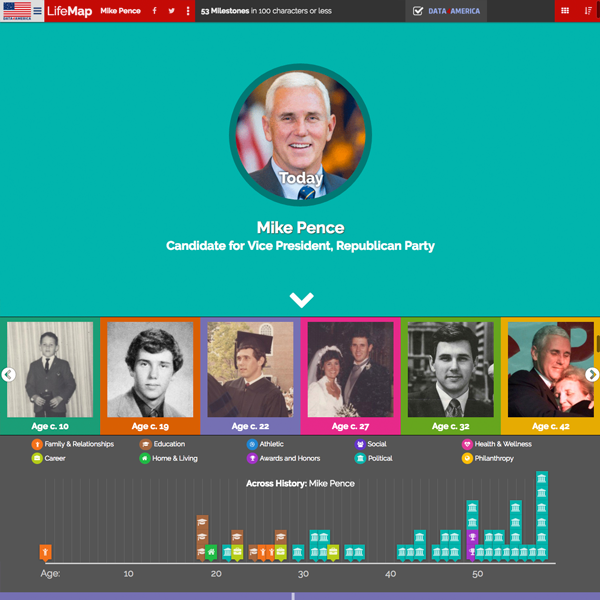 LifeMap Mike Pence 53 Milestones in 100 characters or less DATA4AMERICA
DATA4AMERICA
Today
Mike Pence
Candidate for Vice President, Republican Party
Age c. 10 Age c. 19 Age c. 22 Age c. 27 Age c. 32 Age c. 42
Family & Relationships Education Athletic Social Health & Wellness
Career Home & Living Awards and Honors Political Philanthropy
Across History: Mike Pence
Age: 10 20 30 40 50